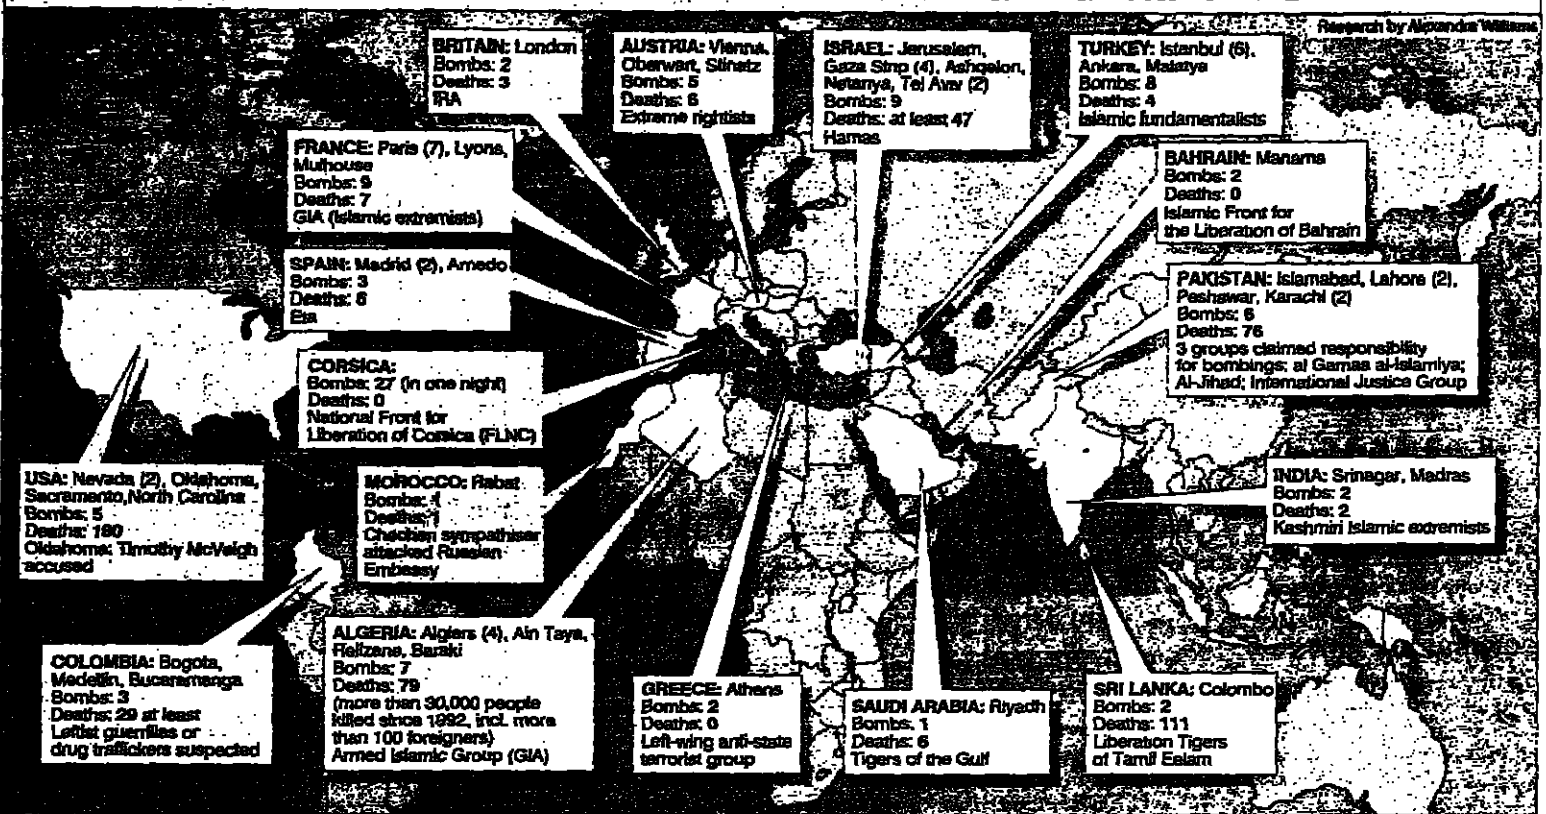 Research by Alexandra Williams
BRITAIN: London
Bombs: 2
Deaths: 3
IRA
AUSTRIA: Vienna,
Oberwart, Stinatz
Bombs: 5
Deaths: 6
Extreme rightists
ISRAEL: Jerusalem,
Gaza Strip (4), Ashqelon,
Netanya, Tel Aviv (2)
Bombs: 9
Deaths: at least 47
Hamas
TURKEY: Istanbul (6),
Ankara, Malatya
Bombs: 8
Deaths: 4
Islamic fundamentalists
FRANCE: Paris (7), Lyons,
Mulhouse
Bombs: 9
Deaths: 7
GIA (Islamic extremists)
BAHRAIN: Manama
Bombs: 2
Deaths: 0
Islamic Front for
the Liberation of Bahrain
SPAIN: Madrid (2), Arnedo
Bombs: 3
Deaths: 6
Eta
PAKISTAN: Islamabad, Lahore (2),
Peshawar, Karachi (2)
Bombs: 6
Deaths: 76
3 groups claimed responsibility
for bombings: al Gamaa al-Islamiya;
Al-Jihad; International Justice Group
CORSICA:
Bombs: 27 (in one night)
Deaths: 0
National Front for
Liberation of Corsica (FLNC)
USA: Nevada (2), Oklahoma,
Sacramento, North Carolina
Bombs: 5
Deaths: 180
Oklahoma: Timothy McVeigh
accused
MOROCCO: Rabat
Bombs: 1
Deaths: 1
Chechen sympathiser
attacked Russian
Embassy
INDIA: Srinagar, Madras
Bombs: 2
Deaths: 2
Kashmiri Islamic extremists
COLOMBIA: Bogota,
Medellin, Bucaramanga
Bombs: 3
Deaths: 29 at least
Leftist guerrillas or
drug traffickers suspected
ALGERIA: Algiers (4), Ain Taya,
Relizane, Baraki
Bombs: 7
Deaths: 79
(more than 30,000 people
killed since 1992, incl. more
than 100 foreigners)
Armed Islamic Group (GIA)
GREECE: Athens
Bombs: 2
Deaths: 0
Left-wing anti-state
terrorist group
SAUDI ARABIA: Riyadh
Bombs: 1
Deaths: 6
Tigers of the Gulf
SRI LANKA: Colombo
Bombs: 2
Deaths: 111
Liberation Tigers
of Tamil Eelam